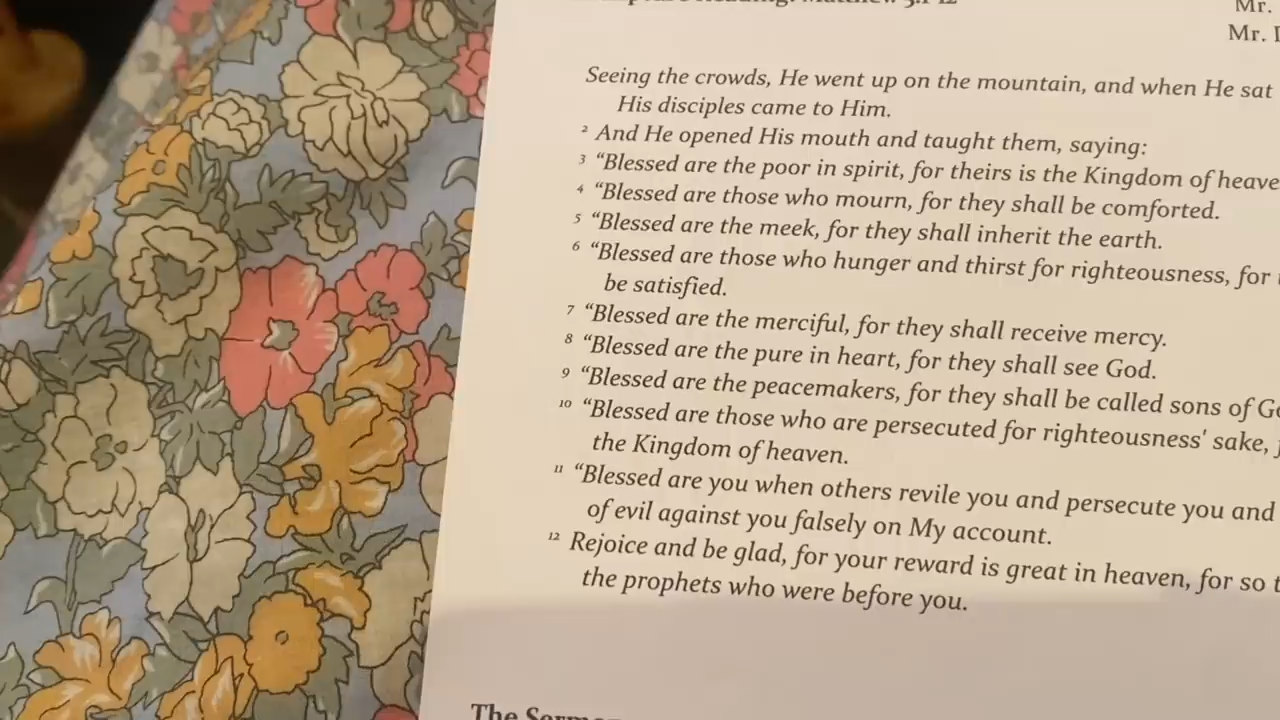 Reading: Matthew 5:1-12
Mr.
Mr.
Seeing the crowds, He went up on the mountain, and when He sat
His disciples came to Him.
2 And He opened His mouth and taught them, saying:
3 “Blessed are the poor in spirit, for theirs is the Kingdom of heave
4 “Blessed are those who mourn, for they shall be comforted.
5 “Blessed are the meek, for they shall inherit the earth.
6 “Blessed are those who hunger and thirst for righteousness, for
be satisfied.
7 “Blessed are the merciful, for they shall receive mercy.
8 “Blessed are the pure in heart, for they shall see God.
9 “Blessed are the peacemakers, for they shall be called sons of G
10 “Blessed are those who are persecuted for righteousness' sake,
the Kingdom of heaven.
11 “Blessed are you when others revile you and persecute you and
of evil against you falsely on My account.
12 Rejoice and be glad, for your reward is great in heaven, for so t
the prophets who were before you.
The